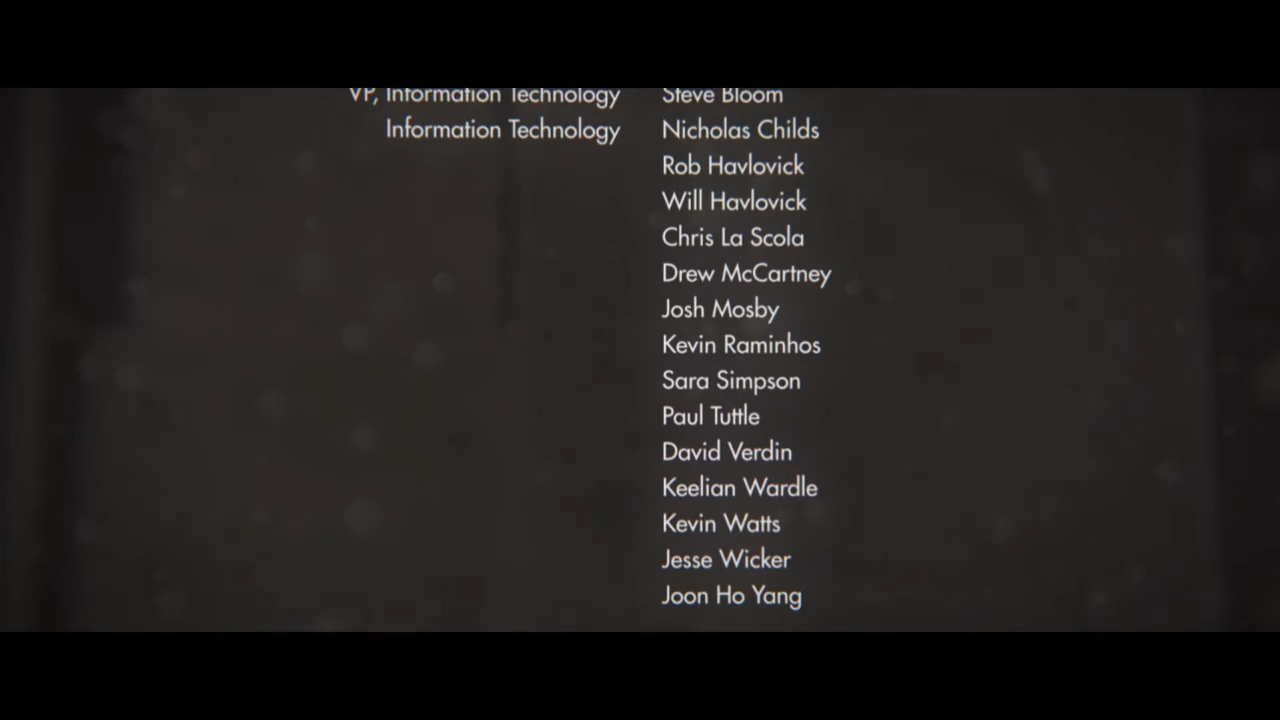 VP, Information Technology Steve Bloom
Information Technology Nicholas Childs
Rob Havlovick
Will Havlovick
Chris La Scola
Drew McCartney
Josh Mosby
Kevin Raminhos
Sara Simpson
Paul Tuttle
David Verdin
Keelian Wardle
Kevin Watts
Jesse Wicker
Joon Ho Yang